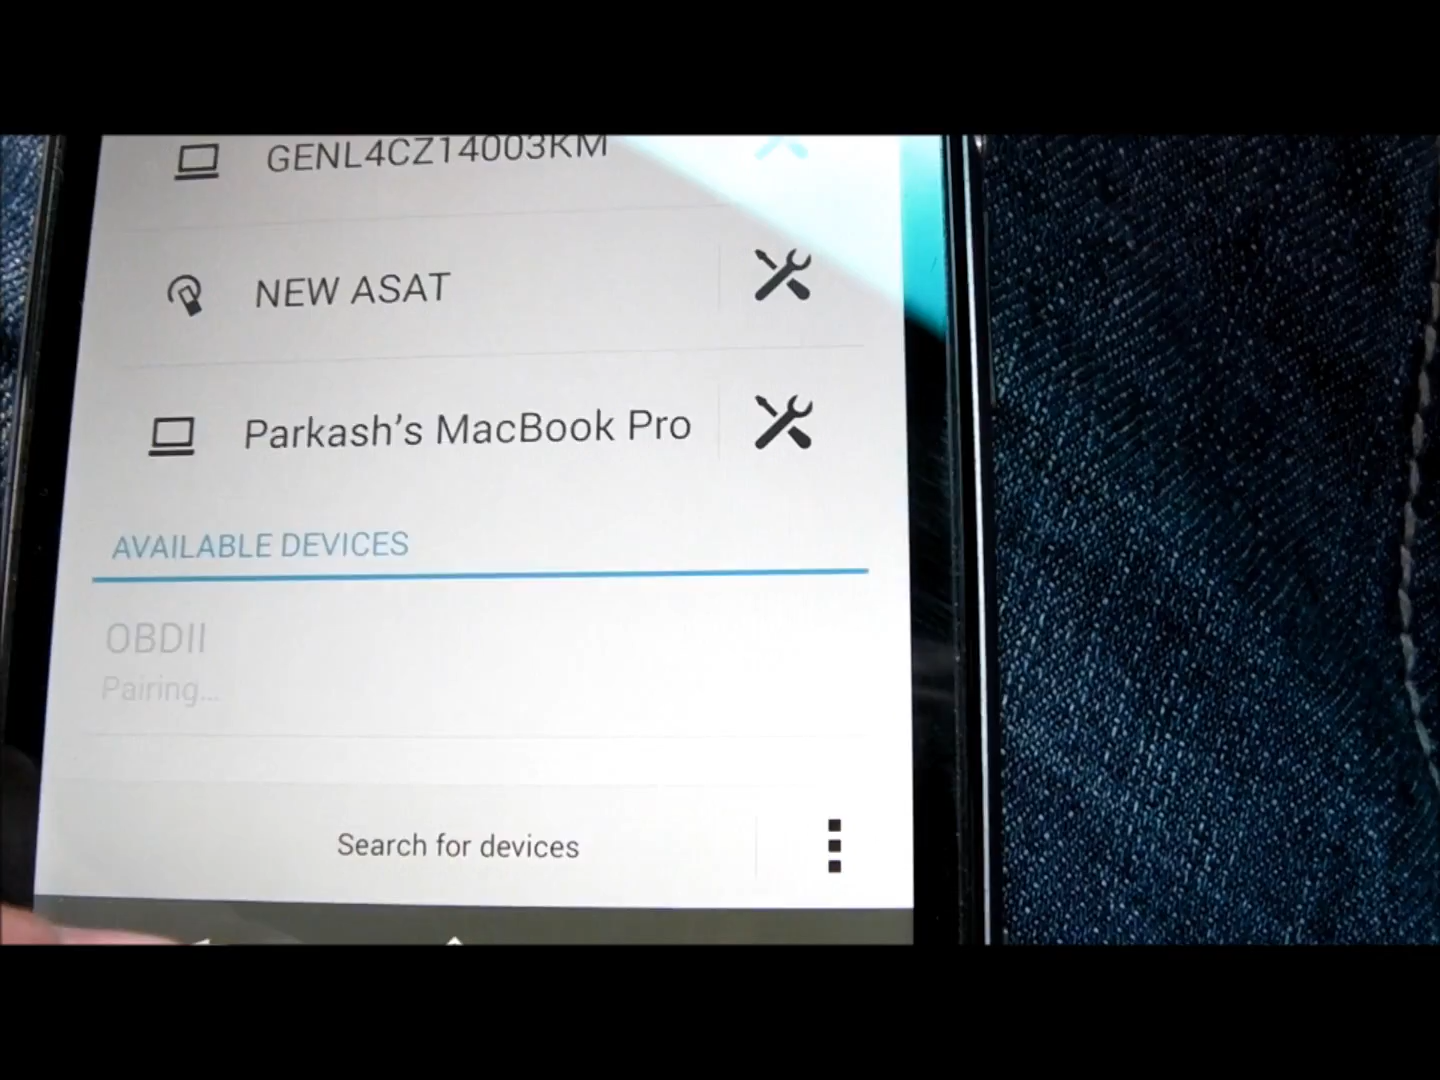 GENL4CZ14003KM
NEW ASAT
Parkash's MacBook Pro
AVAILABLE DEVICES
OBDII
Pairing...
Search for devices